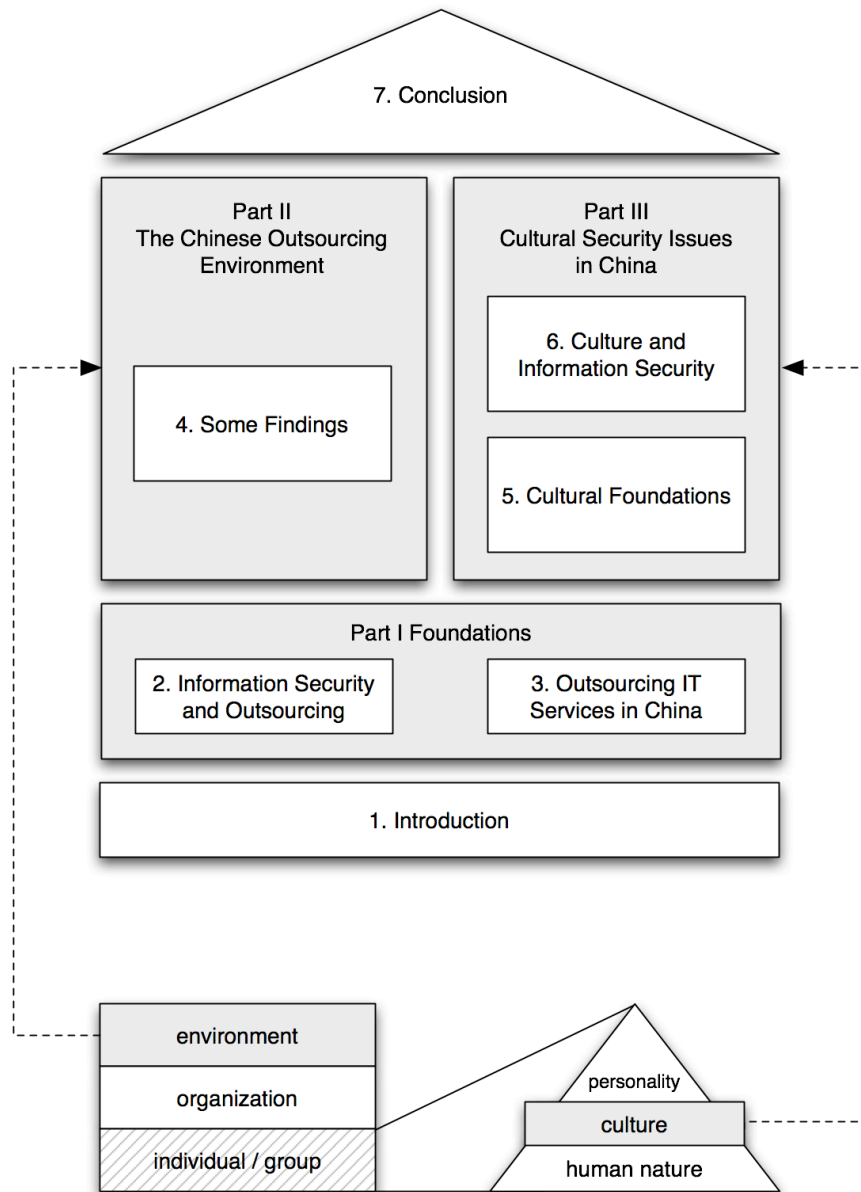 7. Conclusion
Part II
The Chinese Outsourcing
Environment
4. Some Findings
Part III
Cultural Security Issues
in China
6. Culture and
Information Security
5. Cultural Foundations
Part I Foundations
2. Information Security
and Outsourcing
3. Outsourcing IT
Services in China
1. Introduction
environment
organization
individual / group
personality
culture
human nature